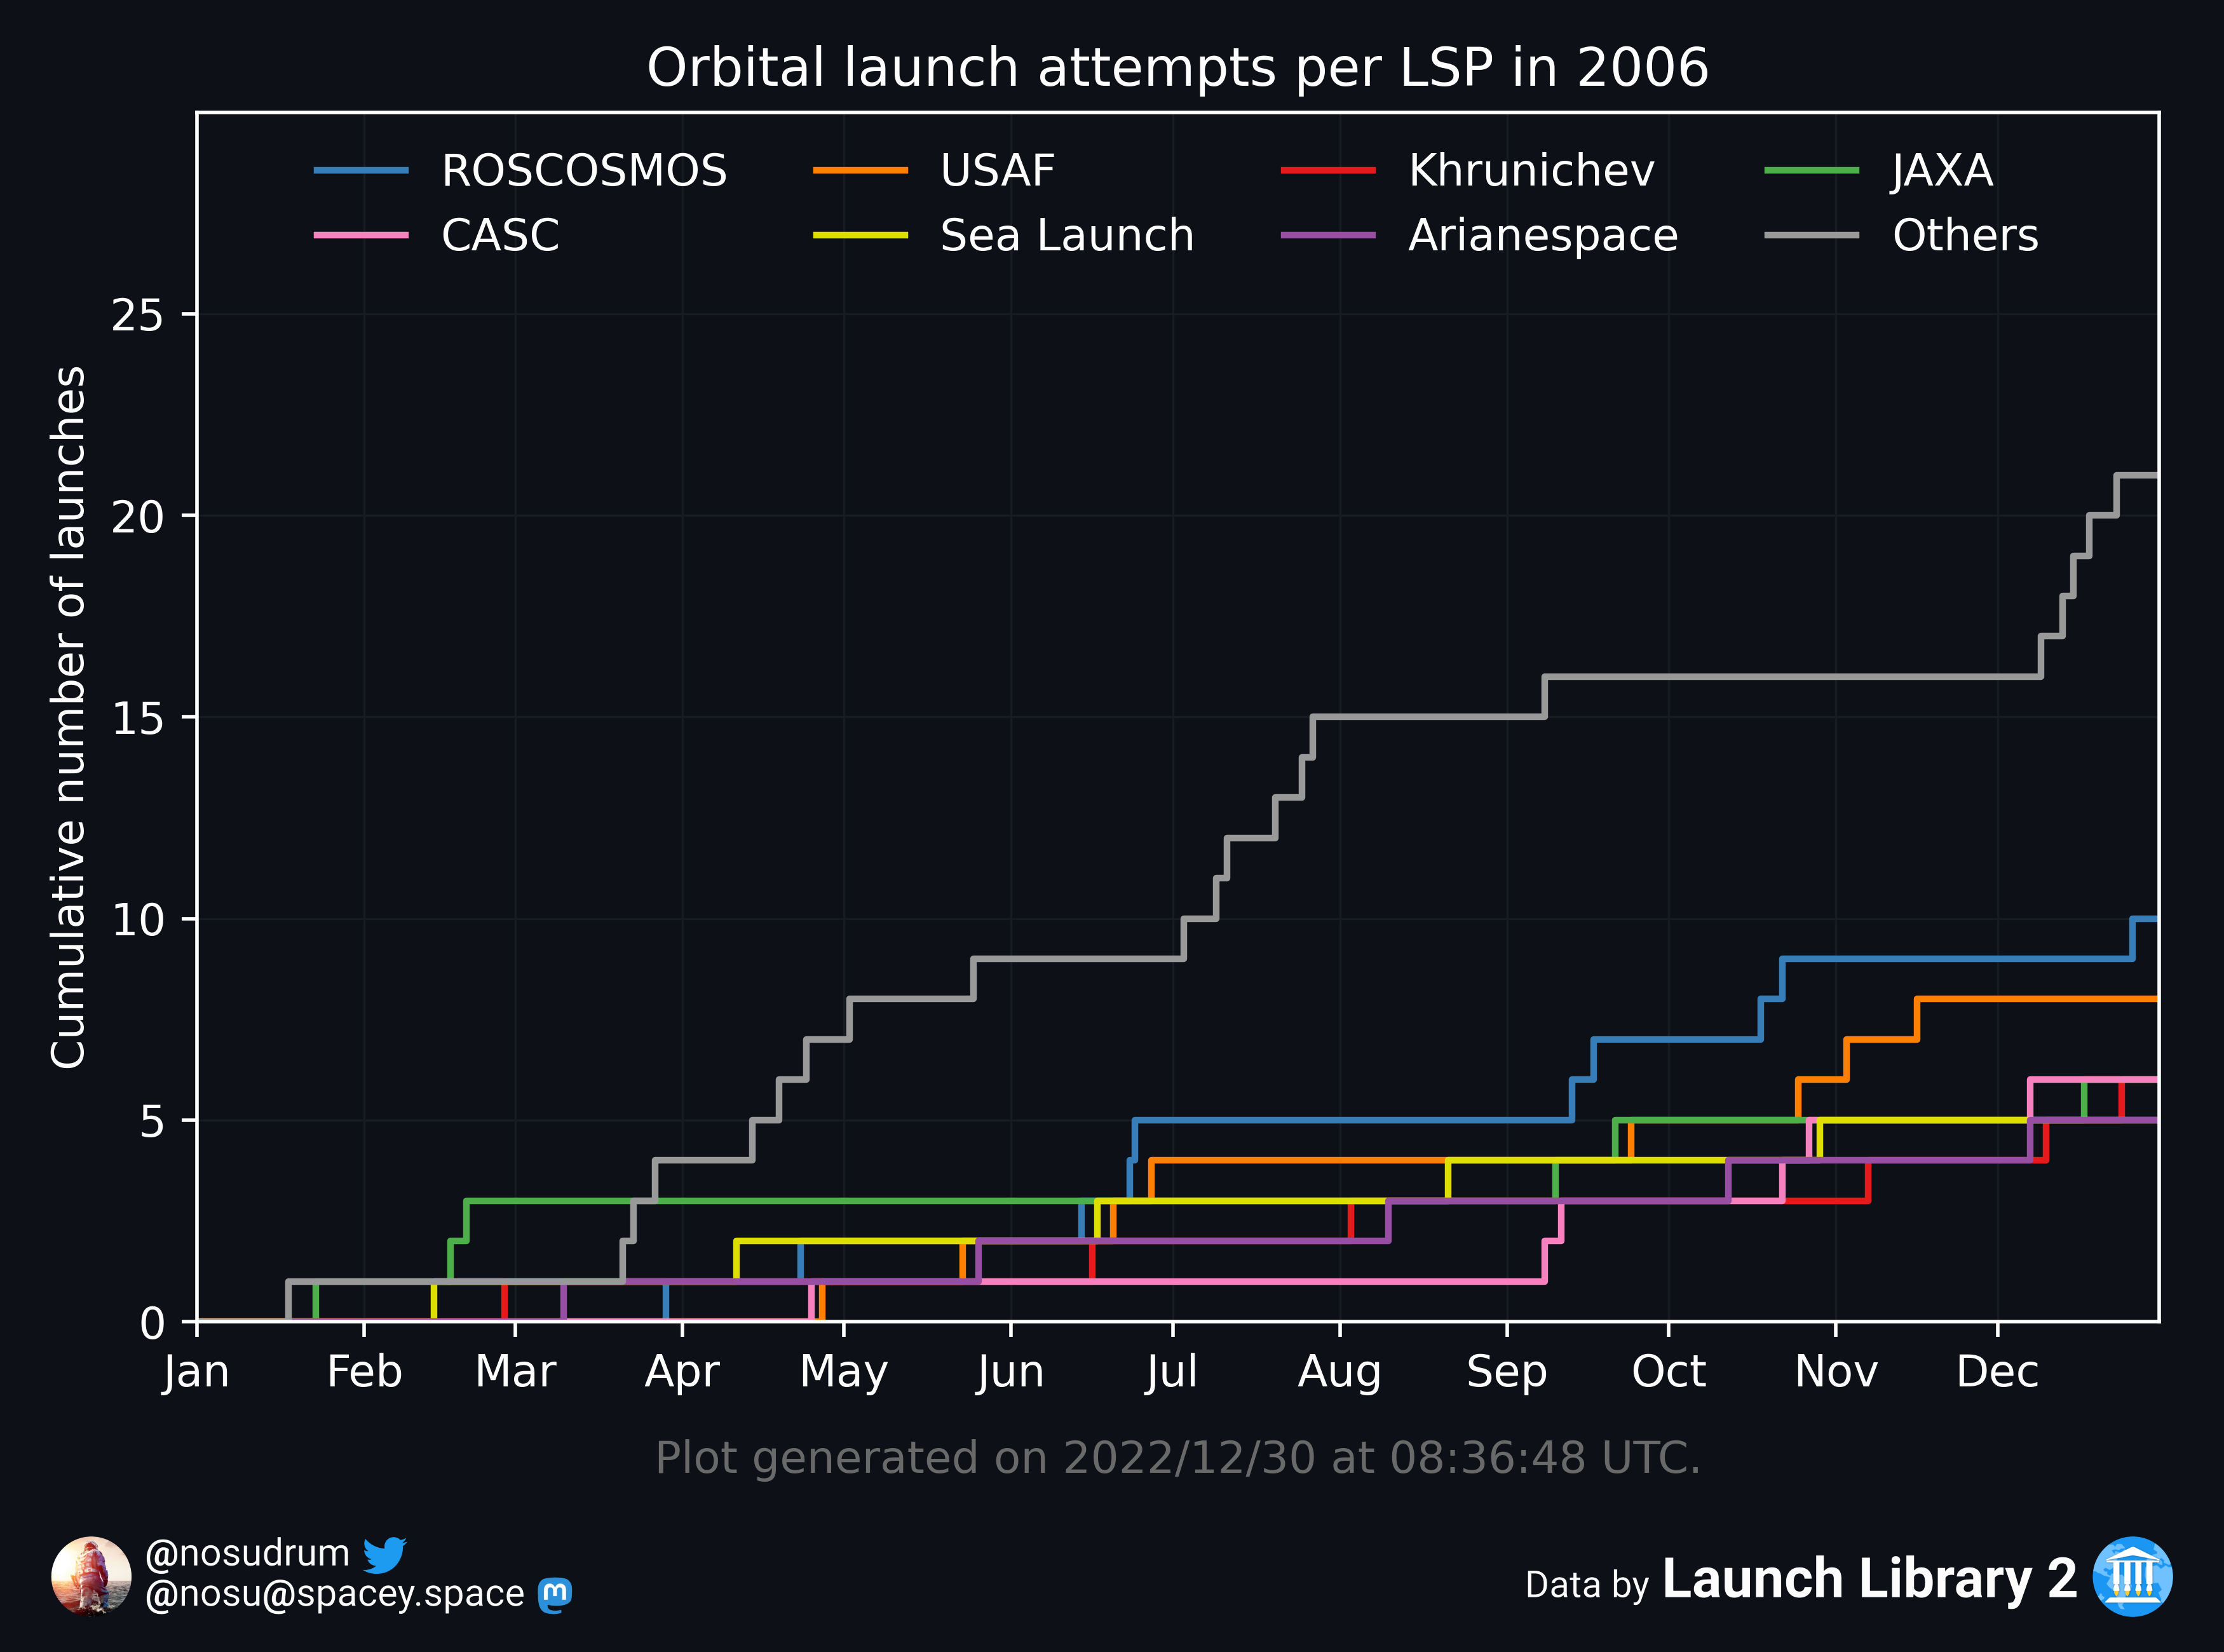 Orbital launch attempts per LSP in 2006
ROSCOSMOS USAF Khrunichev JAXA
CASC Sea Launch Arianespace Others
Cumulative number of launches
25
20
15
10
5
0
Jan Feb Mar Apr May Jun Jul Aug Sep Oct Nov Dec
Plot generated on 2022/12/30 at 08:36:48 UTC.
@nosudrum
@nosu@spacey.space
Data by Launch Library 2